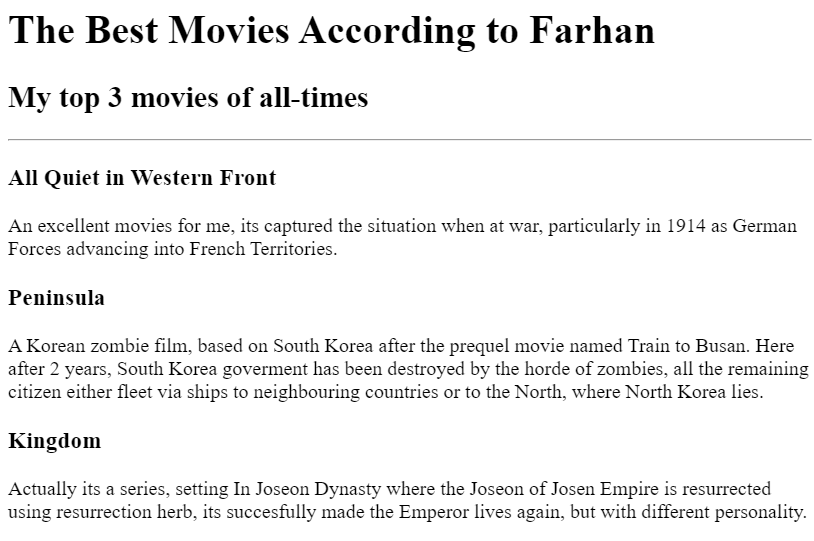 The Best Movies According to Farhan
My top 3 movies of all-times
All Quiet in Western Front
An excellent movies for me, its captured the situation when at war, particularly in 1914 as German
Forces advancing into French Territories.
Peninsula
A Korean zombie film, based on South Korea after the prequel movie named Train to Busan. Here
after 2 years, South Korea goverment has been destroyed by the horde of zombies, all the remaining
citizen either fleet via ships to neighbouring countries or to the North, where North Korea lies.
Kingdom
Actually its a series, setting In Joseon Dynasty where the Joseon of Josen Empire is resurrected
using resurrection herb, its succesfully made the Emperor lives again, but with different personality.